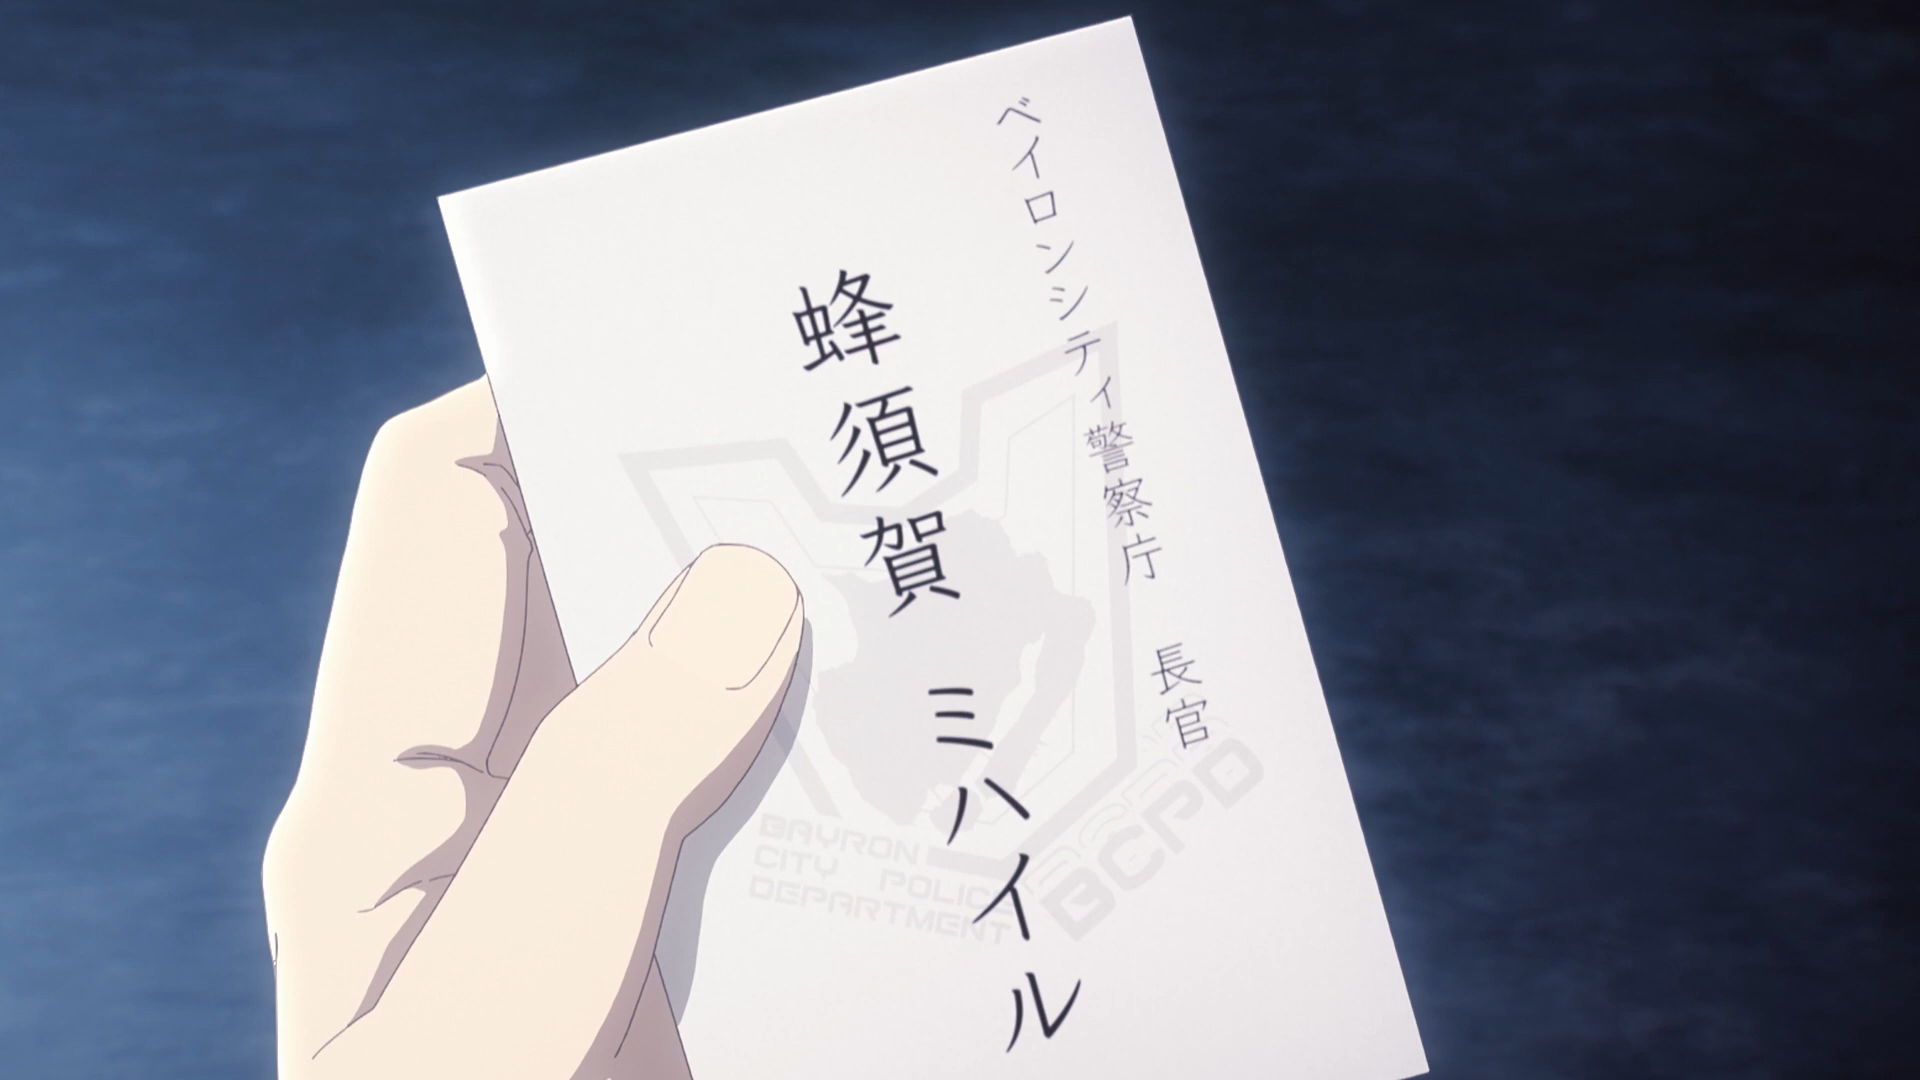 ベイロンシティ警察庁 長官
蜂須賀 ミハイル
BAYRON
CITY POLICE
DEPARTMENT
BCPD